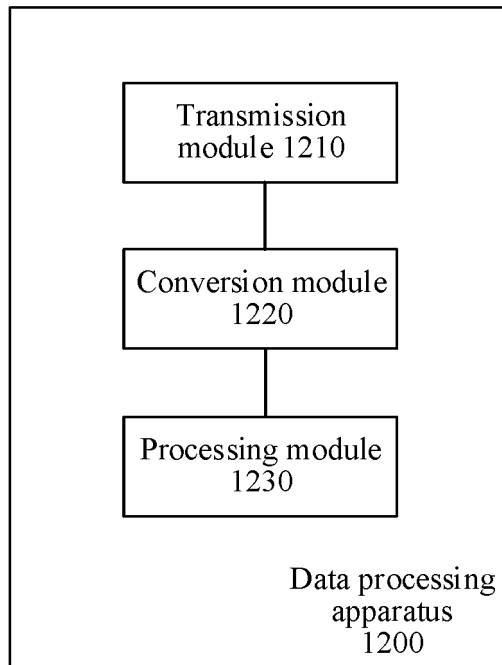 Transmission
module 1210
Conversion module
1220
Processing module
1230
Data processing
apparatus
1200